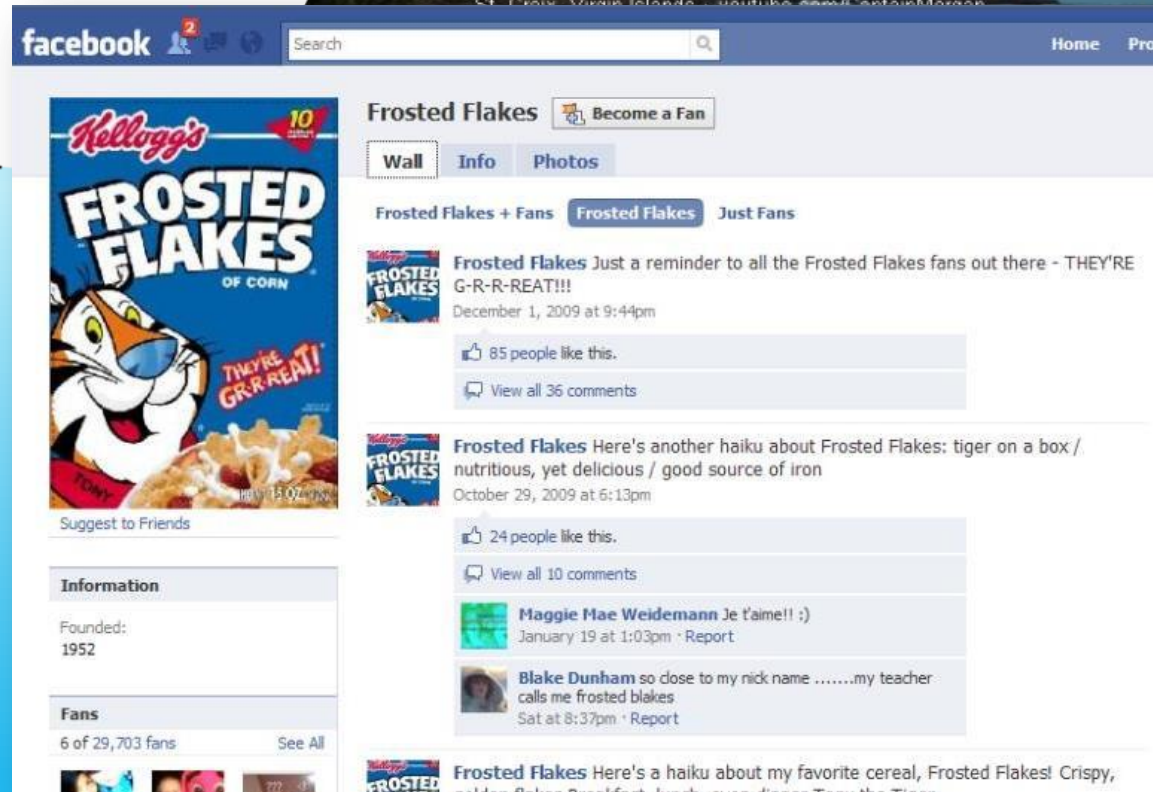 St. Croix, Virgin Islands
facebook
2
Search
Home
Kellogg's
10
FROSTED
FLAKES
OF CORN
THEY'RE
GR-R-REAT!
TONY
Suggest to Friends
Information
Founded:
1952
Fans
6 of 29,703 fans See All
Frosted Flakes Become a Fan
Wall Info Photos
Frosted Flakes + Fans Frosted Flakes Just Fans
Frosted Flakes Just a reminder to all the Frosted Flakes fans out there - THEY'RE
G-R-R-REAT!!!
December 1, 2009 at 9:44pm
85 people like this.
View all 36 comments
Frosted Flakes Here's another haiku about Frosted Flakes: tiger on a box /
nutritious, yet delicious / good source of iron
October 29, 2009 at 6:13pm
24 people like this.
View all 10 comments
Maggie Mae Weidemann Je t'aime!! :)
January 19 at 1:03pm · Report
Blake Dunham so close to my nick name .......my teacher
calls me frosted blakes
Sat at 8:37pm · Report
Frosted Flakes Here's a haiku about my favorite cereal, Frosted Flakes! Crispy,